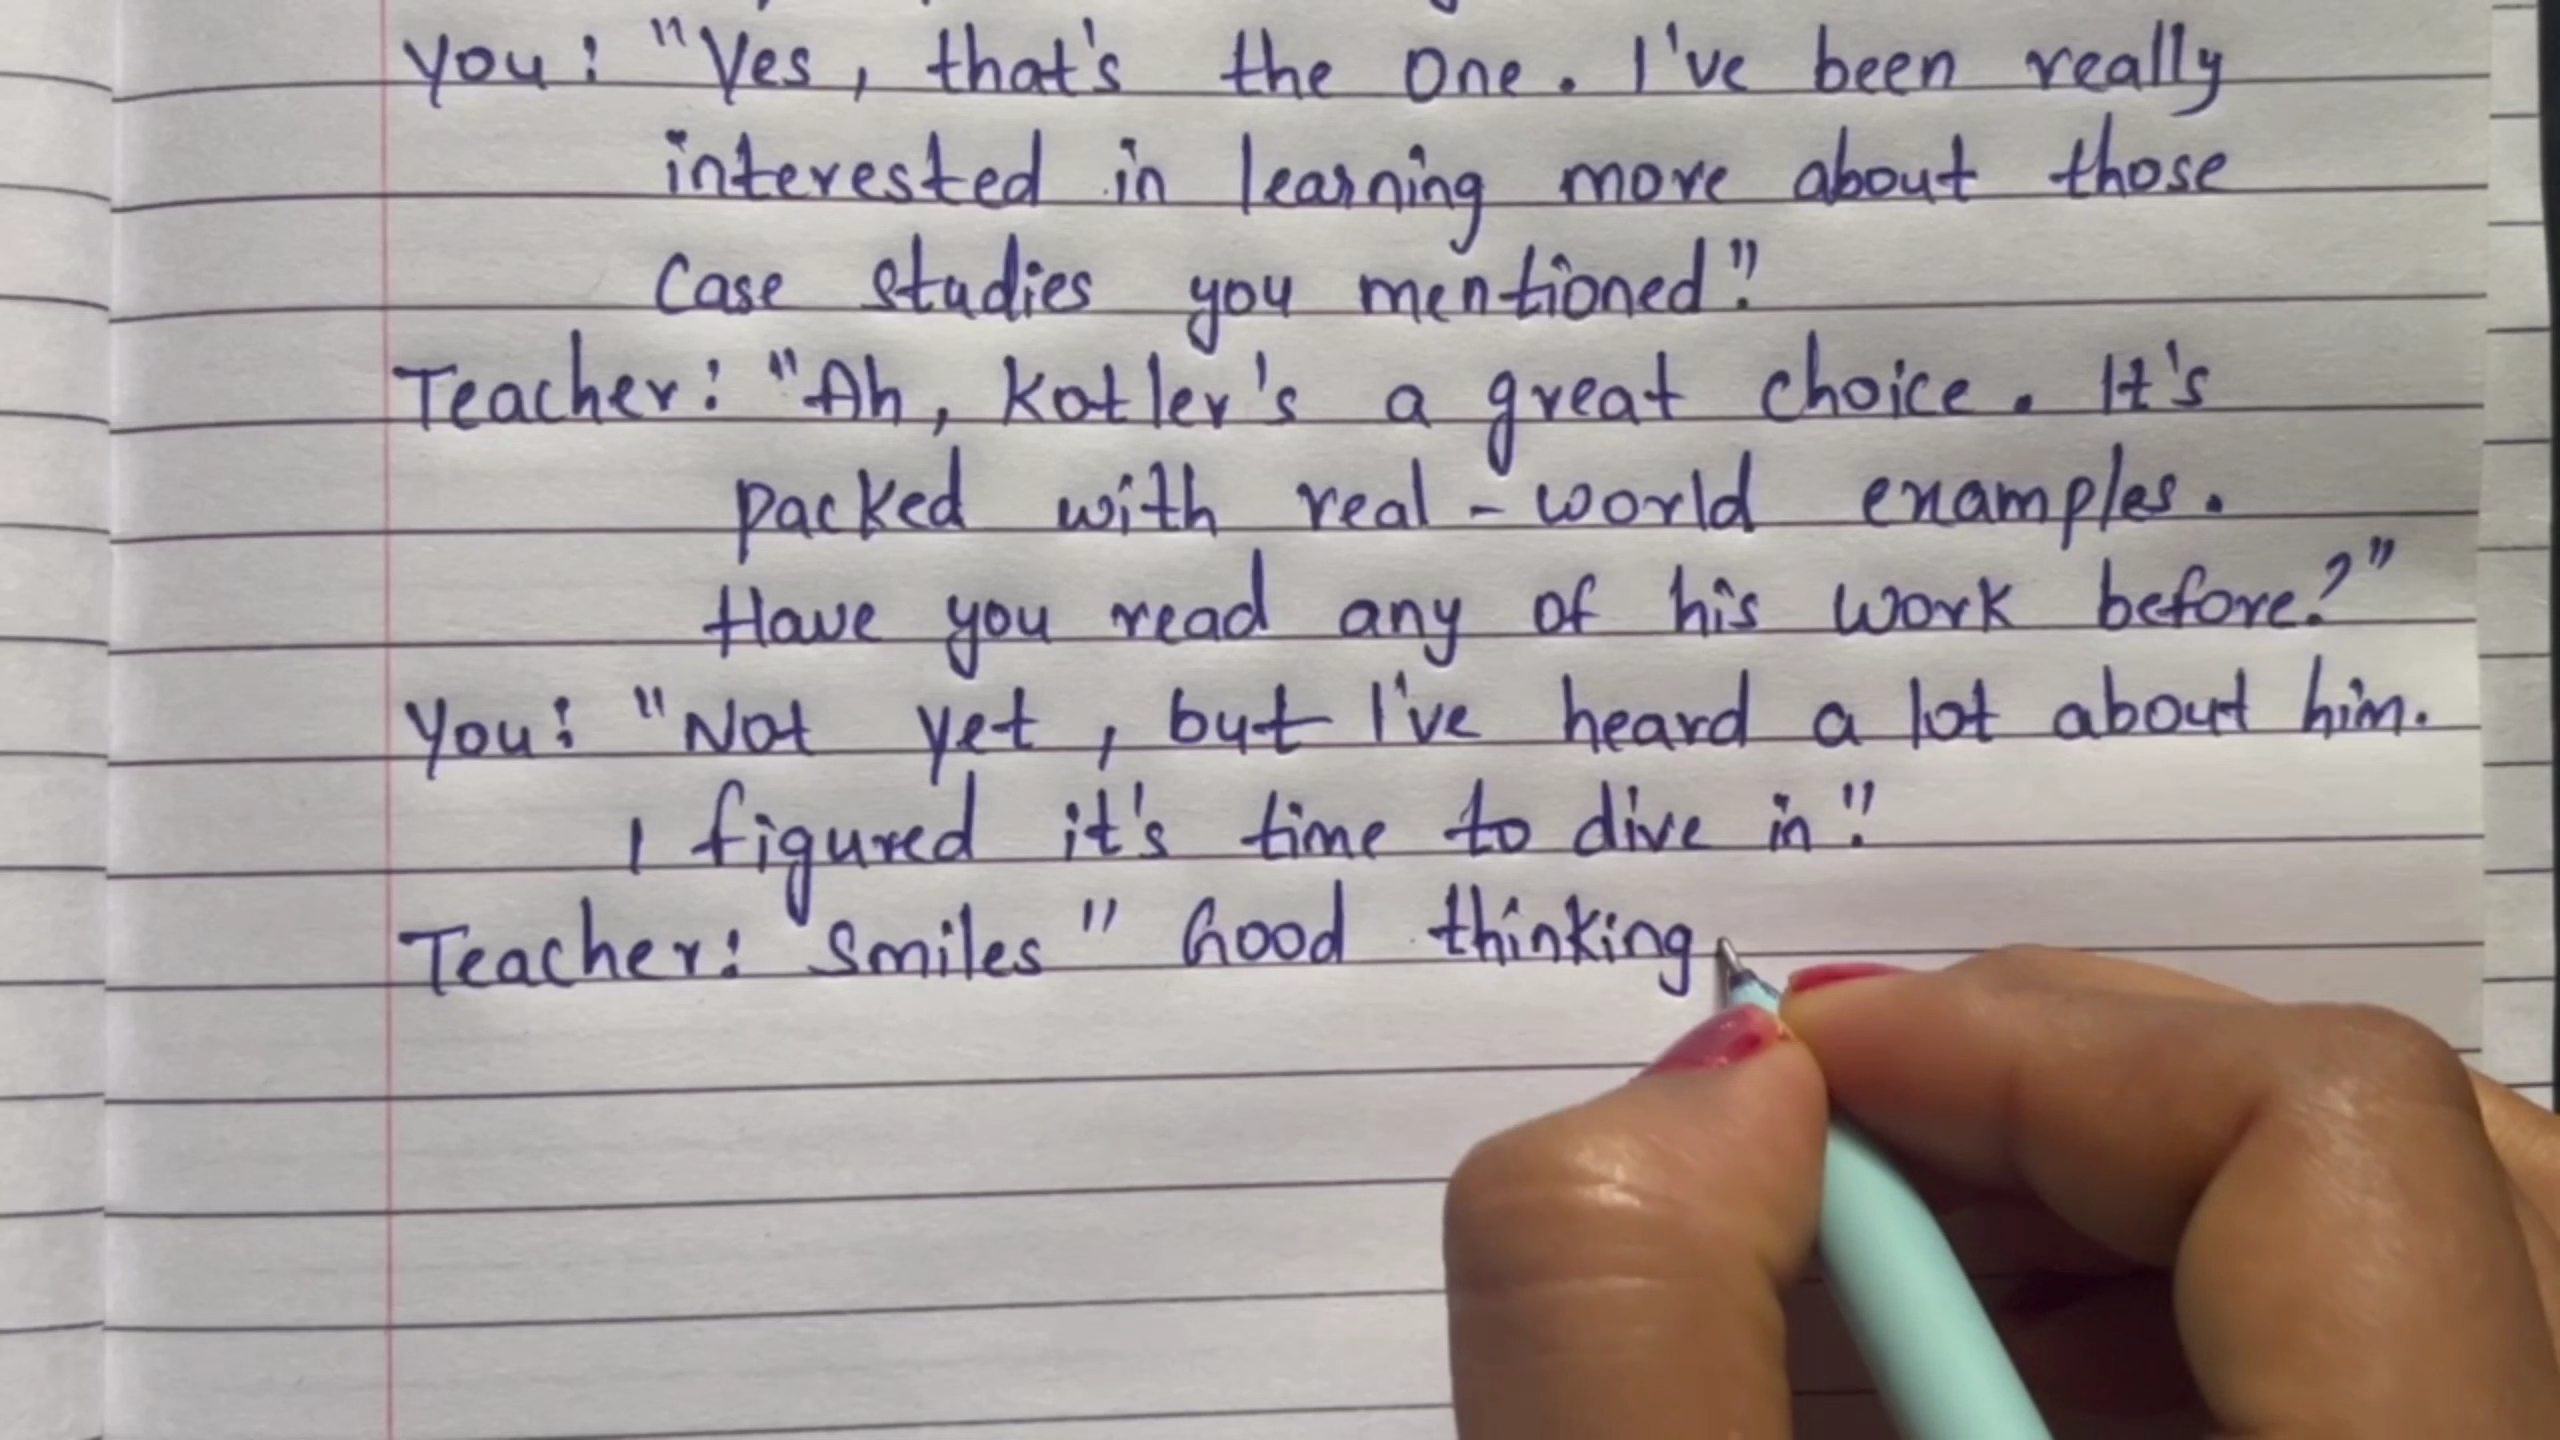 You: "Yes, that's the one. I've been really
interested in learning more about those
case studies you mentioned."
Teacher: "Ah, Kotler's a great choice. It's
packed with real-world examples.
Have you read any of his work before?"
You: "Not yet, but I've heard a lot about him.
I figured it's time to dive in."
Teacher: Smiles "Good thinking